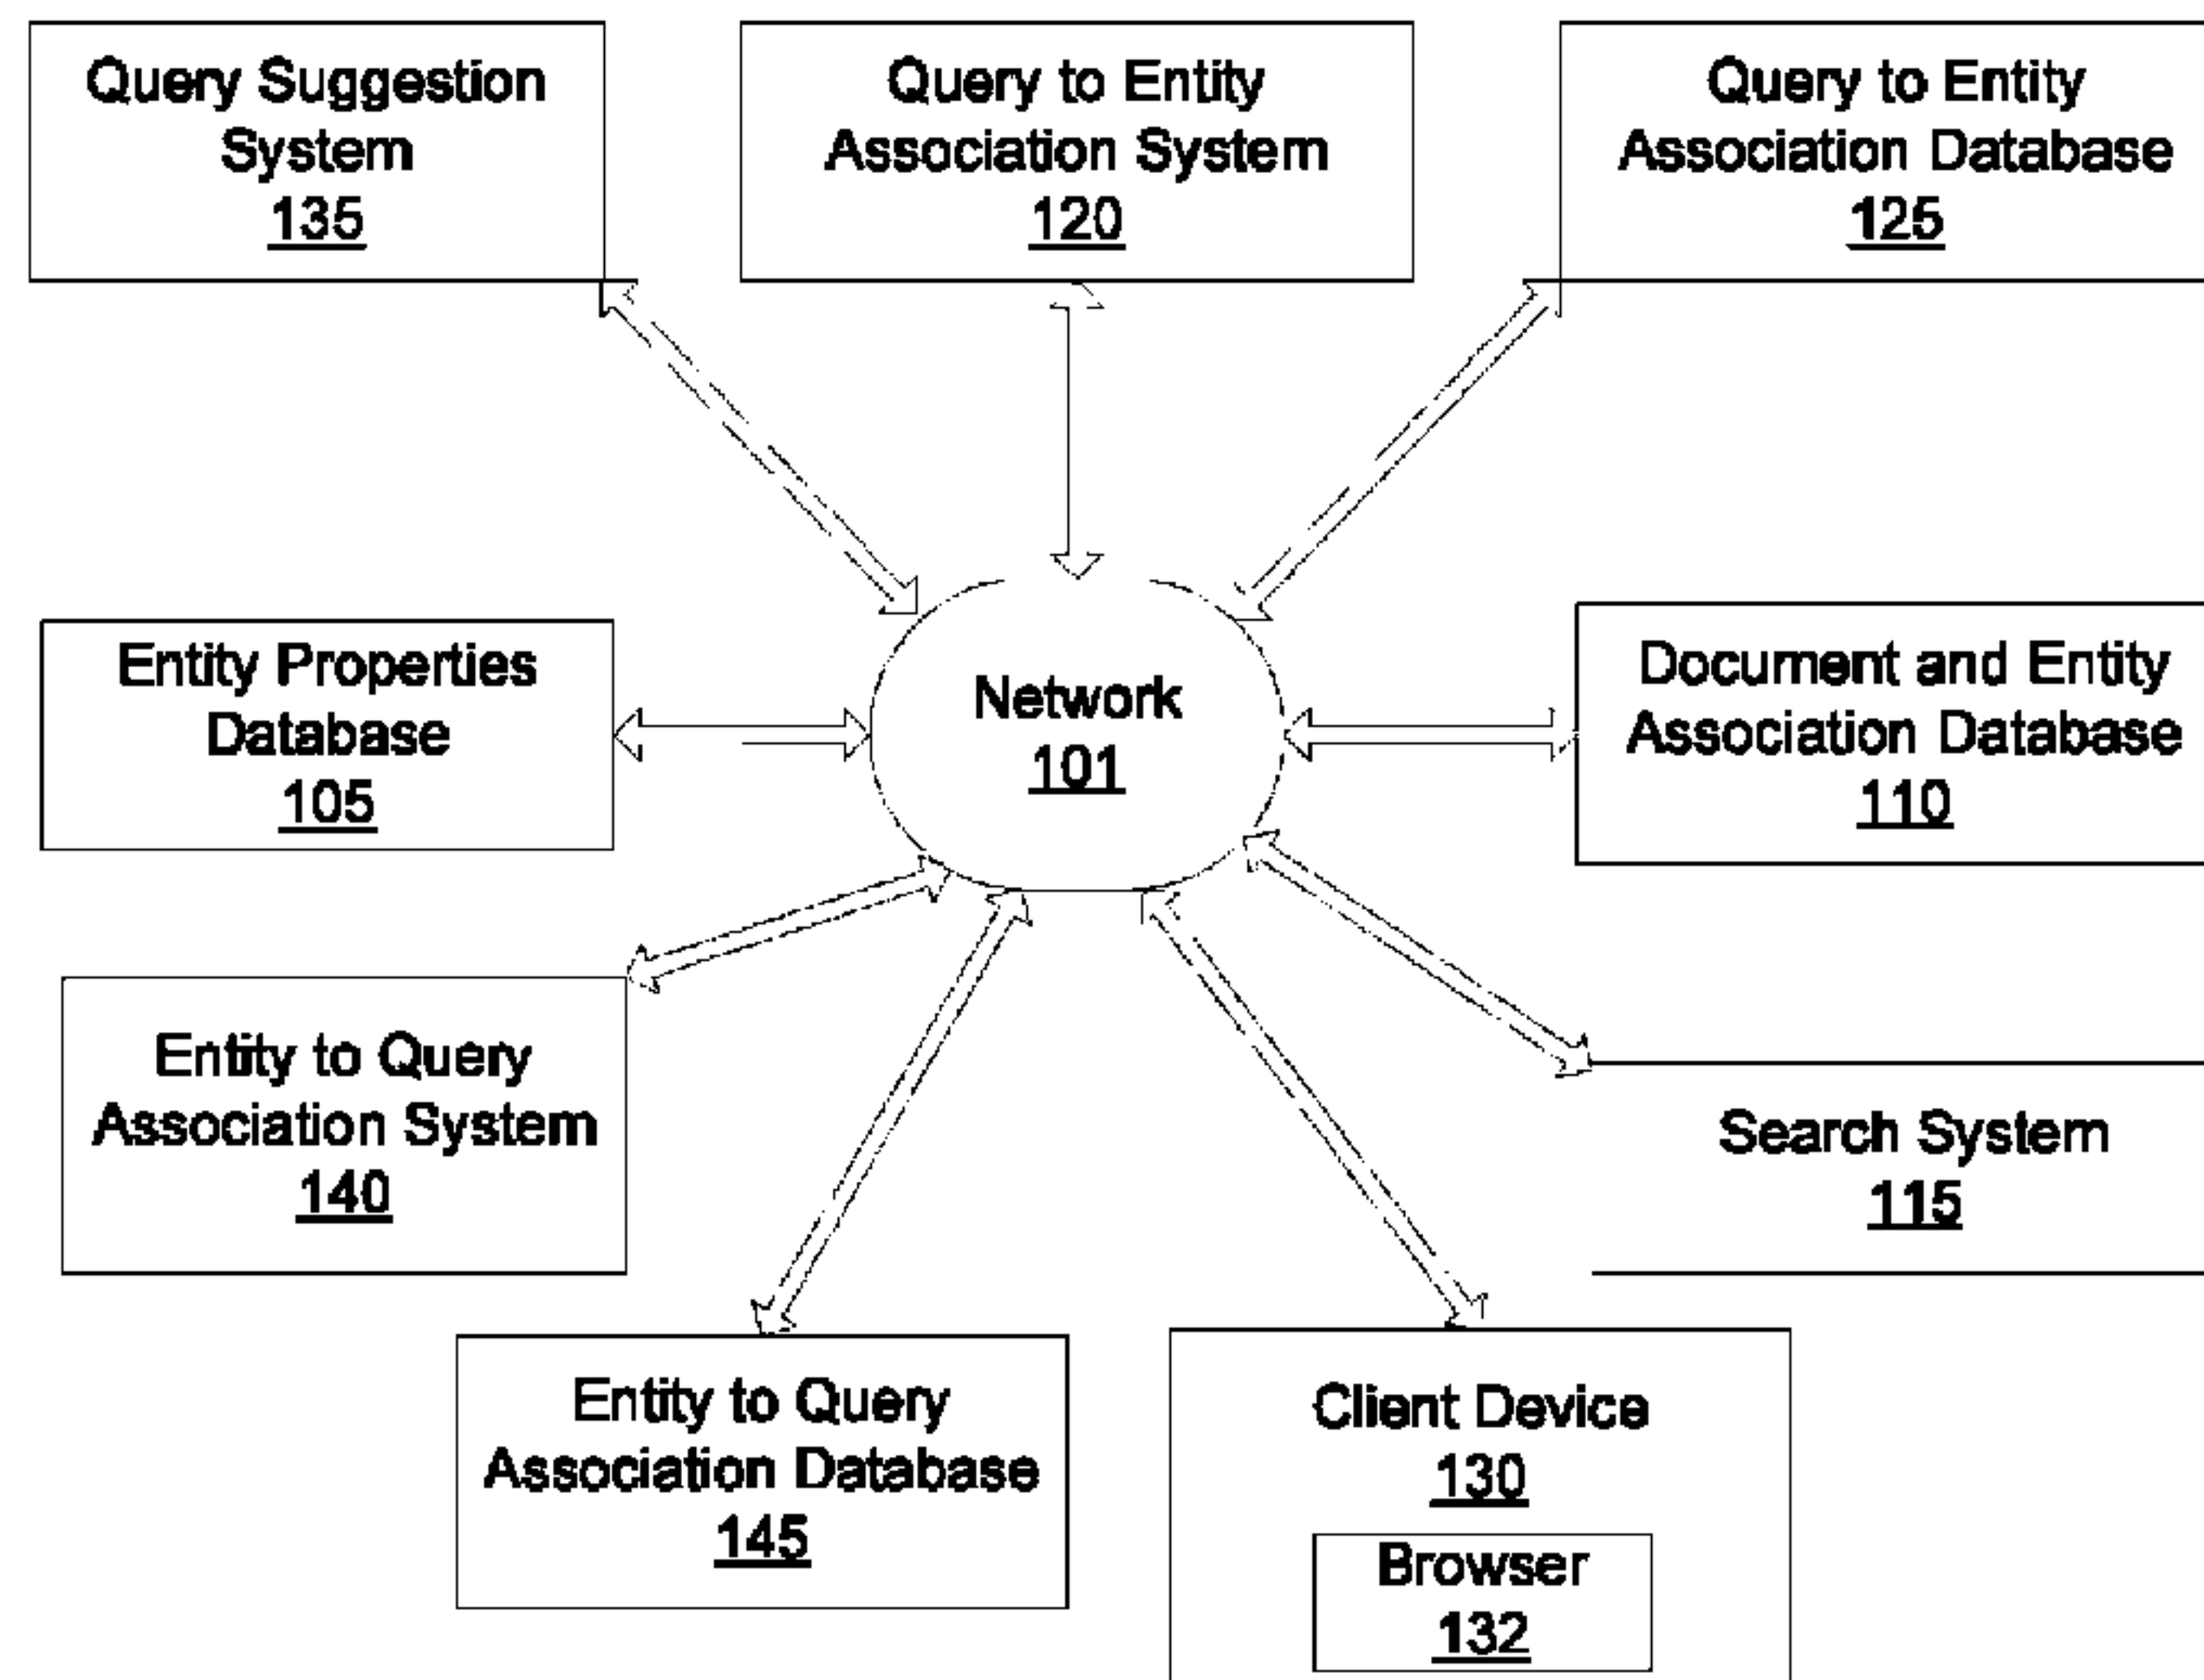 Query Suggestion
System
135
Query to Entity
Association System
120
Query to Entity
Association Database
125
Entity Properties
Database
105
Network
101
Document and Entity
Association Database
110
Entity to Query
Association System
140
Search System
115
Entity to Query
Association Database
145
Client Device
130
Browser
132